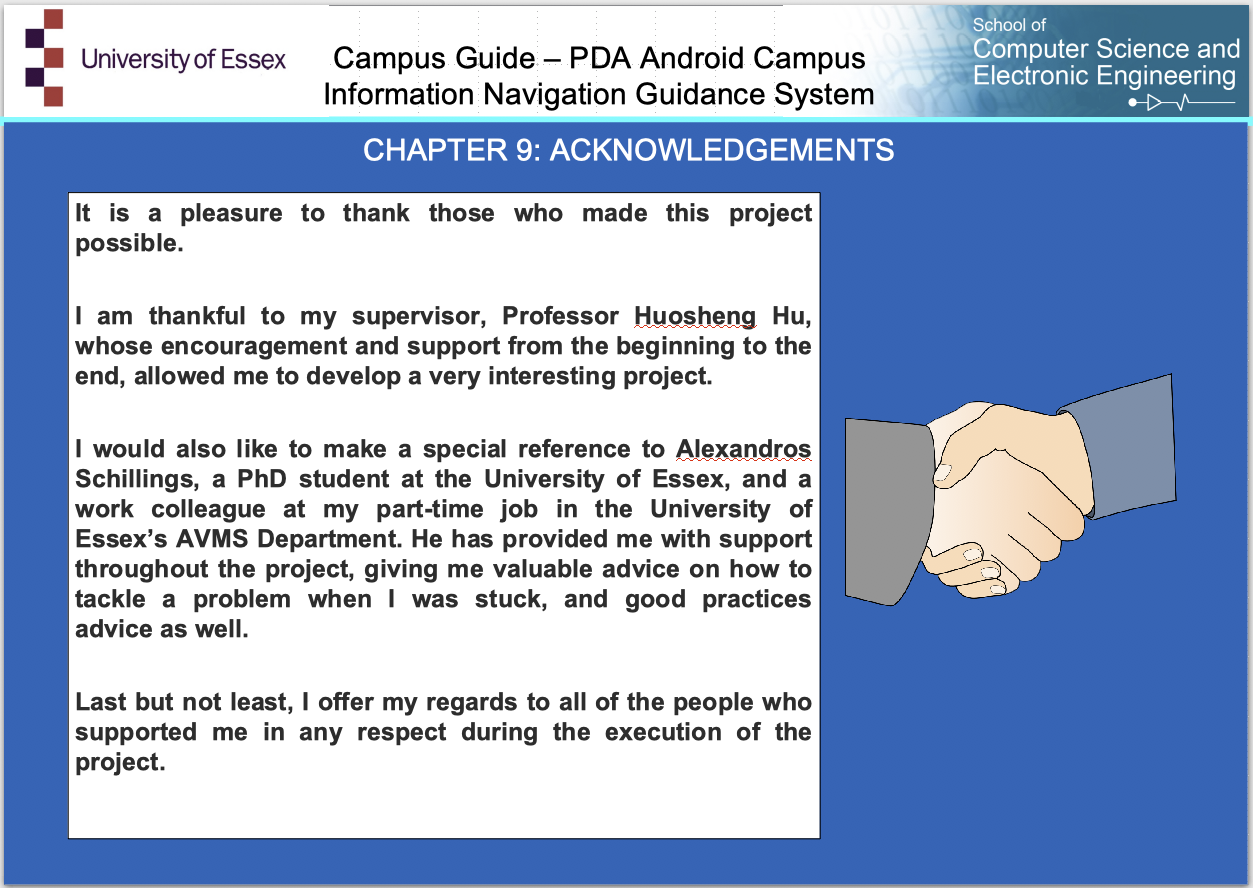 University of Essex
Campus Guide – PDA Android Campus
Information Navigation Guidance System
School of
Computer Science and
Electronic Engineering
CHAPTER 9: ACKNOWLEDGEMENTS
It is a pleasure to thank those who made this project
possible.
I am thankful to my supervisor, Professor Huosheng Hu,
whose encouragement and support from the beginning to the
end, allowed me to develop a very interesting project.
I would also like to make a special reference to Alexandros
Schillings, a PhD student at the University of Essex, and a
work colleague at my part-time job in the University of
Essex’s AVMS Department. He has provided me with support
throughout the project, giving me valuable advice on how to
tackle a problem when I was stuck, and good practices
advice as well.
Last but not least, I offer my regards to all of the people who
supported me in any respect during the execution of the
project.